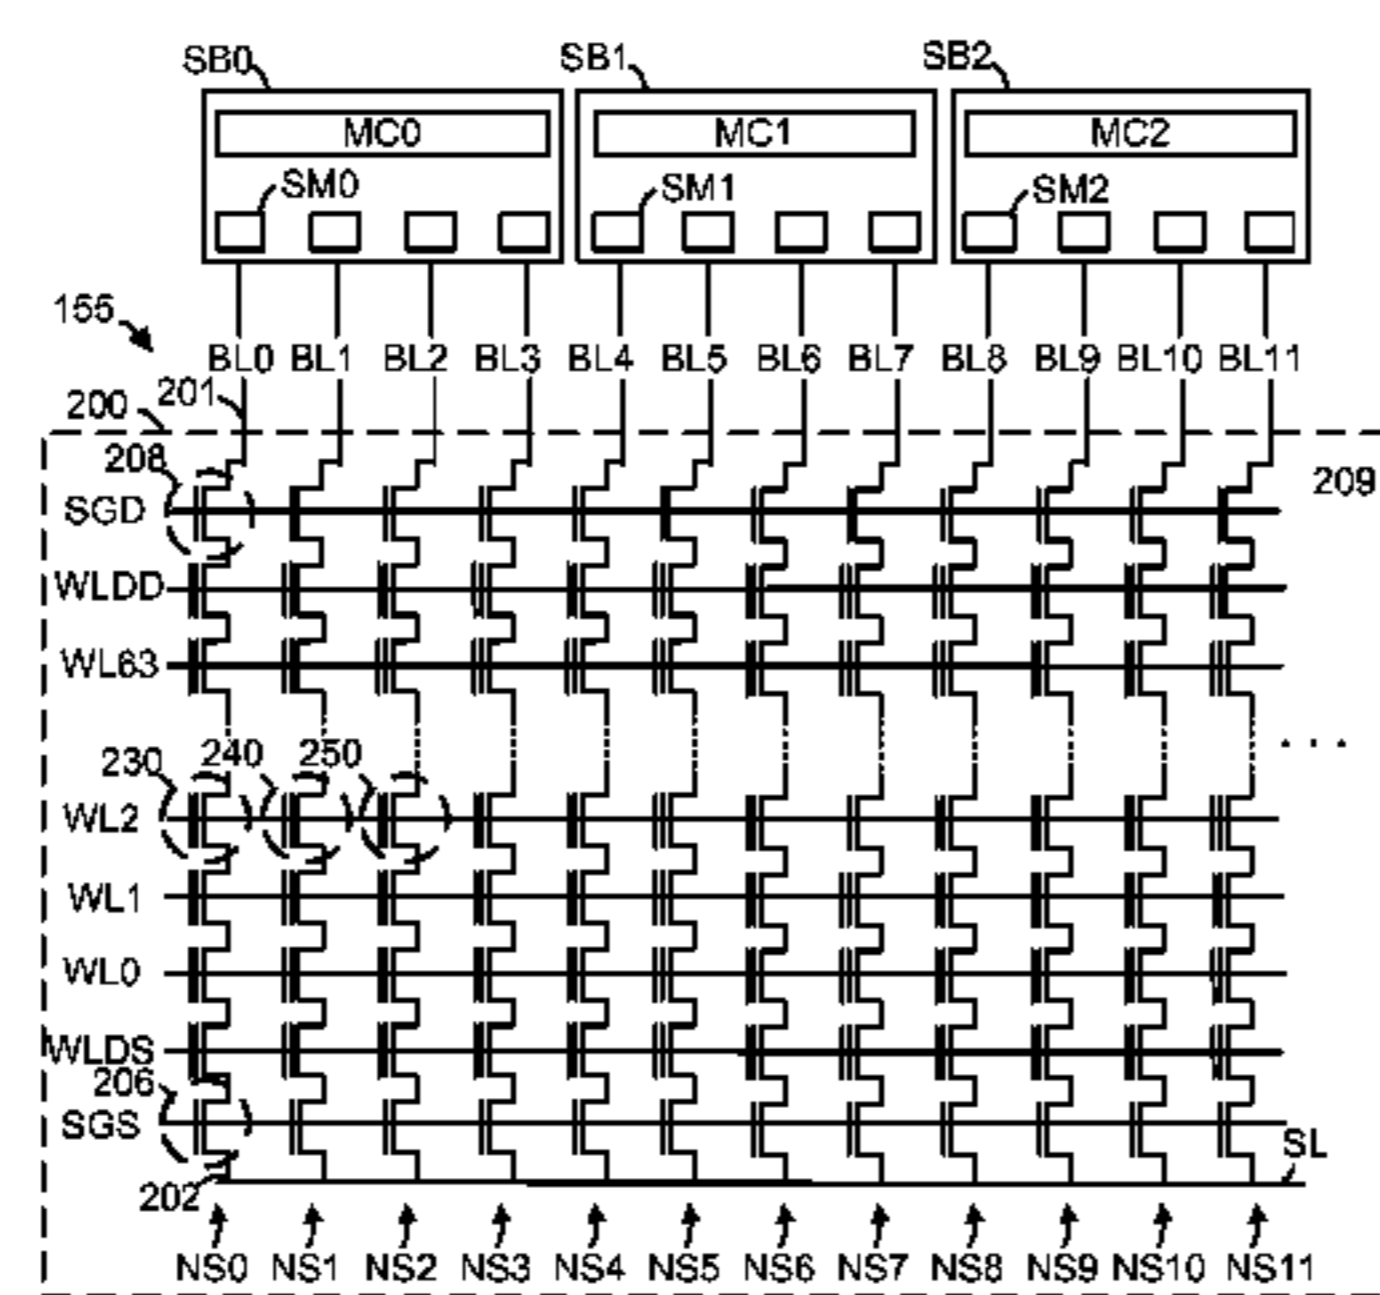 SB0 SB1 SB2
MC0 MC1 MC2
SM0 SM1 SM2
155
BL0 BL1 BL2 BL3 BL4 BL5 BL6 BL7 BL8 BL9 BL10 BL11
200 201
208 209
SGD
WLDD
WL63
230 240 250 . . .
WL2
WL1
WL0
WLDS
206
SGS SL
202
NS0 NS1 NS2 NS3 NS4 NS5 NS6 NS7 NS8 NS9 NS10 NS11